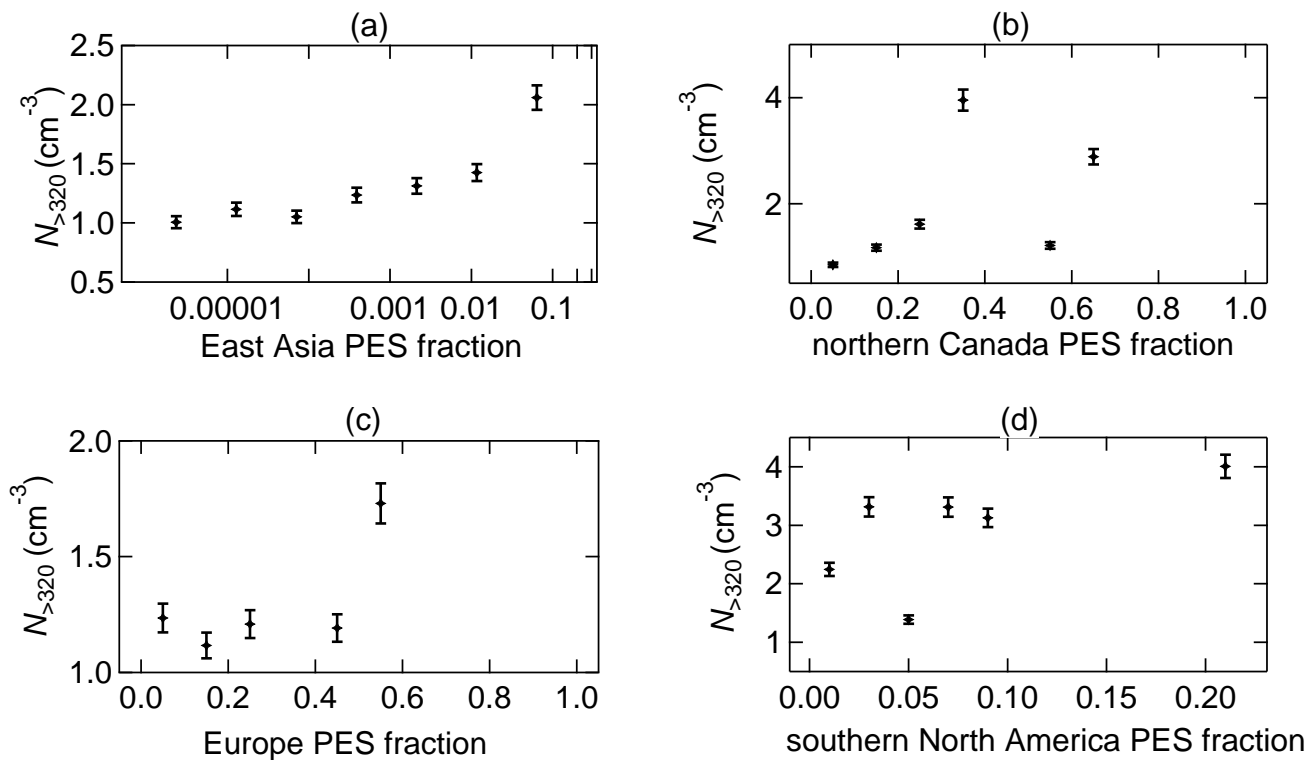 (a)
2.5
2.0
1.5
1.0
0.5
N>320 (cm-3)
0.00001 0.001 0.01 0.1
East Asia PES fraction
(b)
4
2
N>320 (cm-3)
0.0 0.2 0.4 0.6 0.8 1.0
northern Canada PES fraction
(c)
2.0
1.5
1.0
N>320 (cm-3)
0.0 0.2 0.4 0.6 0.8 1.0
Europe PES fraction
(d)
4
3
2
1
N>320 (cm-3)
0.00 0.05 0.10 0.15 0.20
southern North America PES fraction